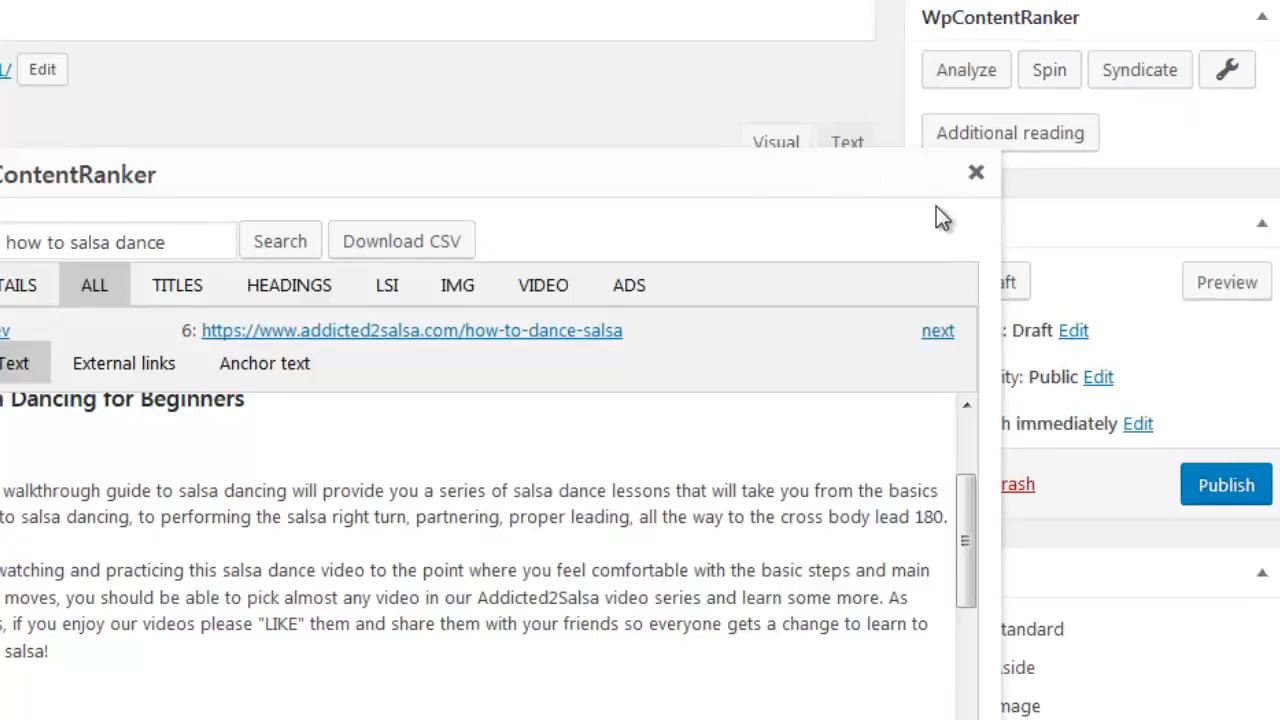 WpContentRanker
1/ Edit
Analyze Spin Syndicate
Additional reading
Visual Text
ContentRanker
how to salsa dance Search Download CSV
TAILS ALL TITLES HEADINGS LSI IMG VIDEO ADS
ft Preview
ev 6: https://www.addicted2salsa.com/how-to-dance-salsa next
: Draft Edit
Text External links Anchor text
ity: Public Edit
n Dancing for Beginners
h immediately Edit
rash Publish
walkthrough guide to salsa dancing will provide you a series of salsa dance lessons that will take you from the basics
to salsa dancing, to performing the salsa right turn, partnering, proper leading, all the way to the cross body lead 180.
watching and practicing this salsa dance video to the point where you feel comfortable with the basic steps and main
moves, you should be able to pick almost any video in our Addicted2Salsa video series and learn some more. As
s, if you enjoy our videos please "LIKE" them and share them with your friends so everyone gets a change to learn to
salsa!
tandard
side
mage